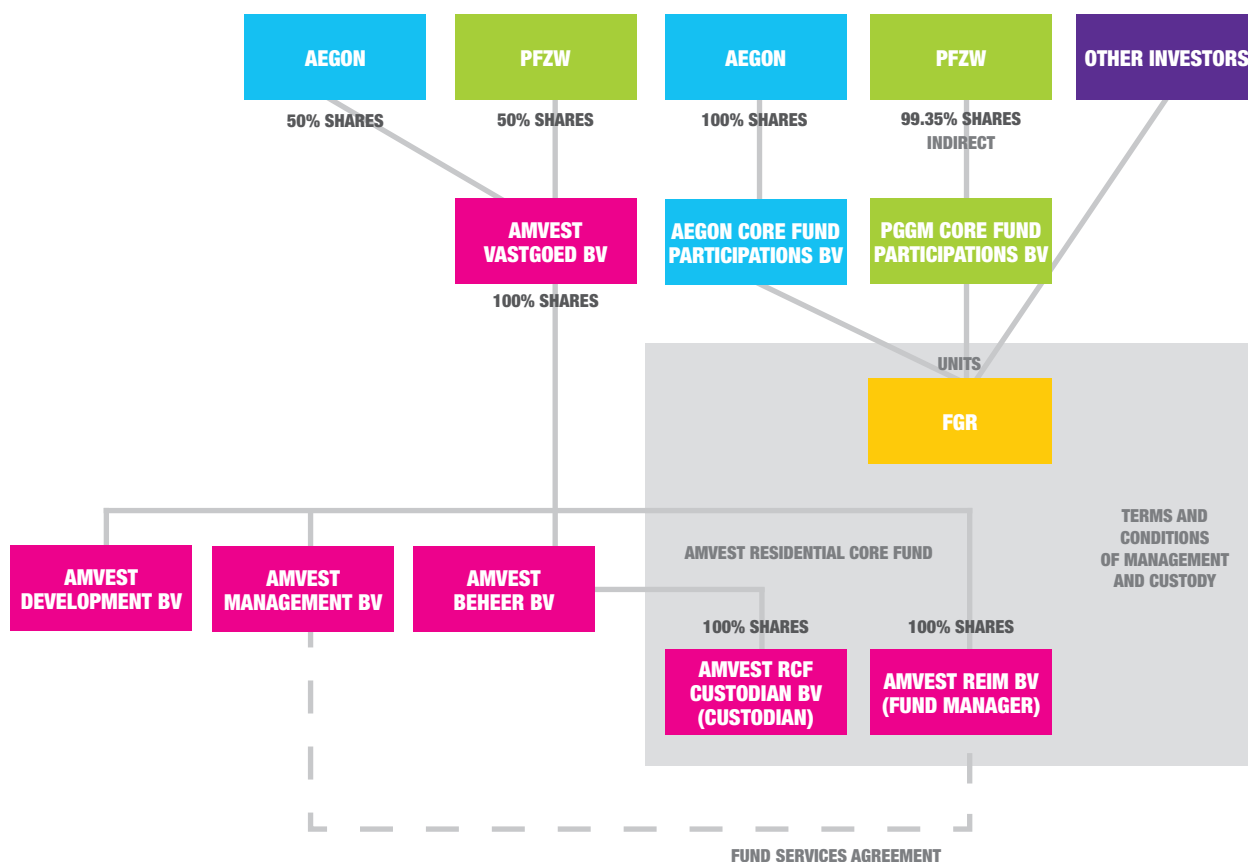 AEGON
PFZW
AEGON
PFZW
OTHER INVESTORS
50% SHARES
50% SHARES
100% SHARES
99.35% SHARES
INDIRECT
AMVEST
VASTGOED BV
AEGON CORE FUND
PARTICIPATIONS BV
PGGM CORE FUND
PARTICIPATIONS BV
100% SHARES
UNITS
FGR
TERMS AND
CONDITIONS
OF MANAGEMENT
AND CUSTODY
AMVEST RESIDENTIAL CORE FUND
AMVEST
DEVELOPMENT BV
AMVEST
MANAGEMENT BV
AMVEST
BEHEER BV
100% SHARES
100% SHARES
AMVEST RCF
CUSTODIAN BV
(CUSTODIAN)
AMVEST REIM BV
(FUND MANAGER)
FUND SERVICES AGREEMENT